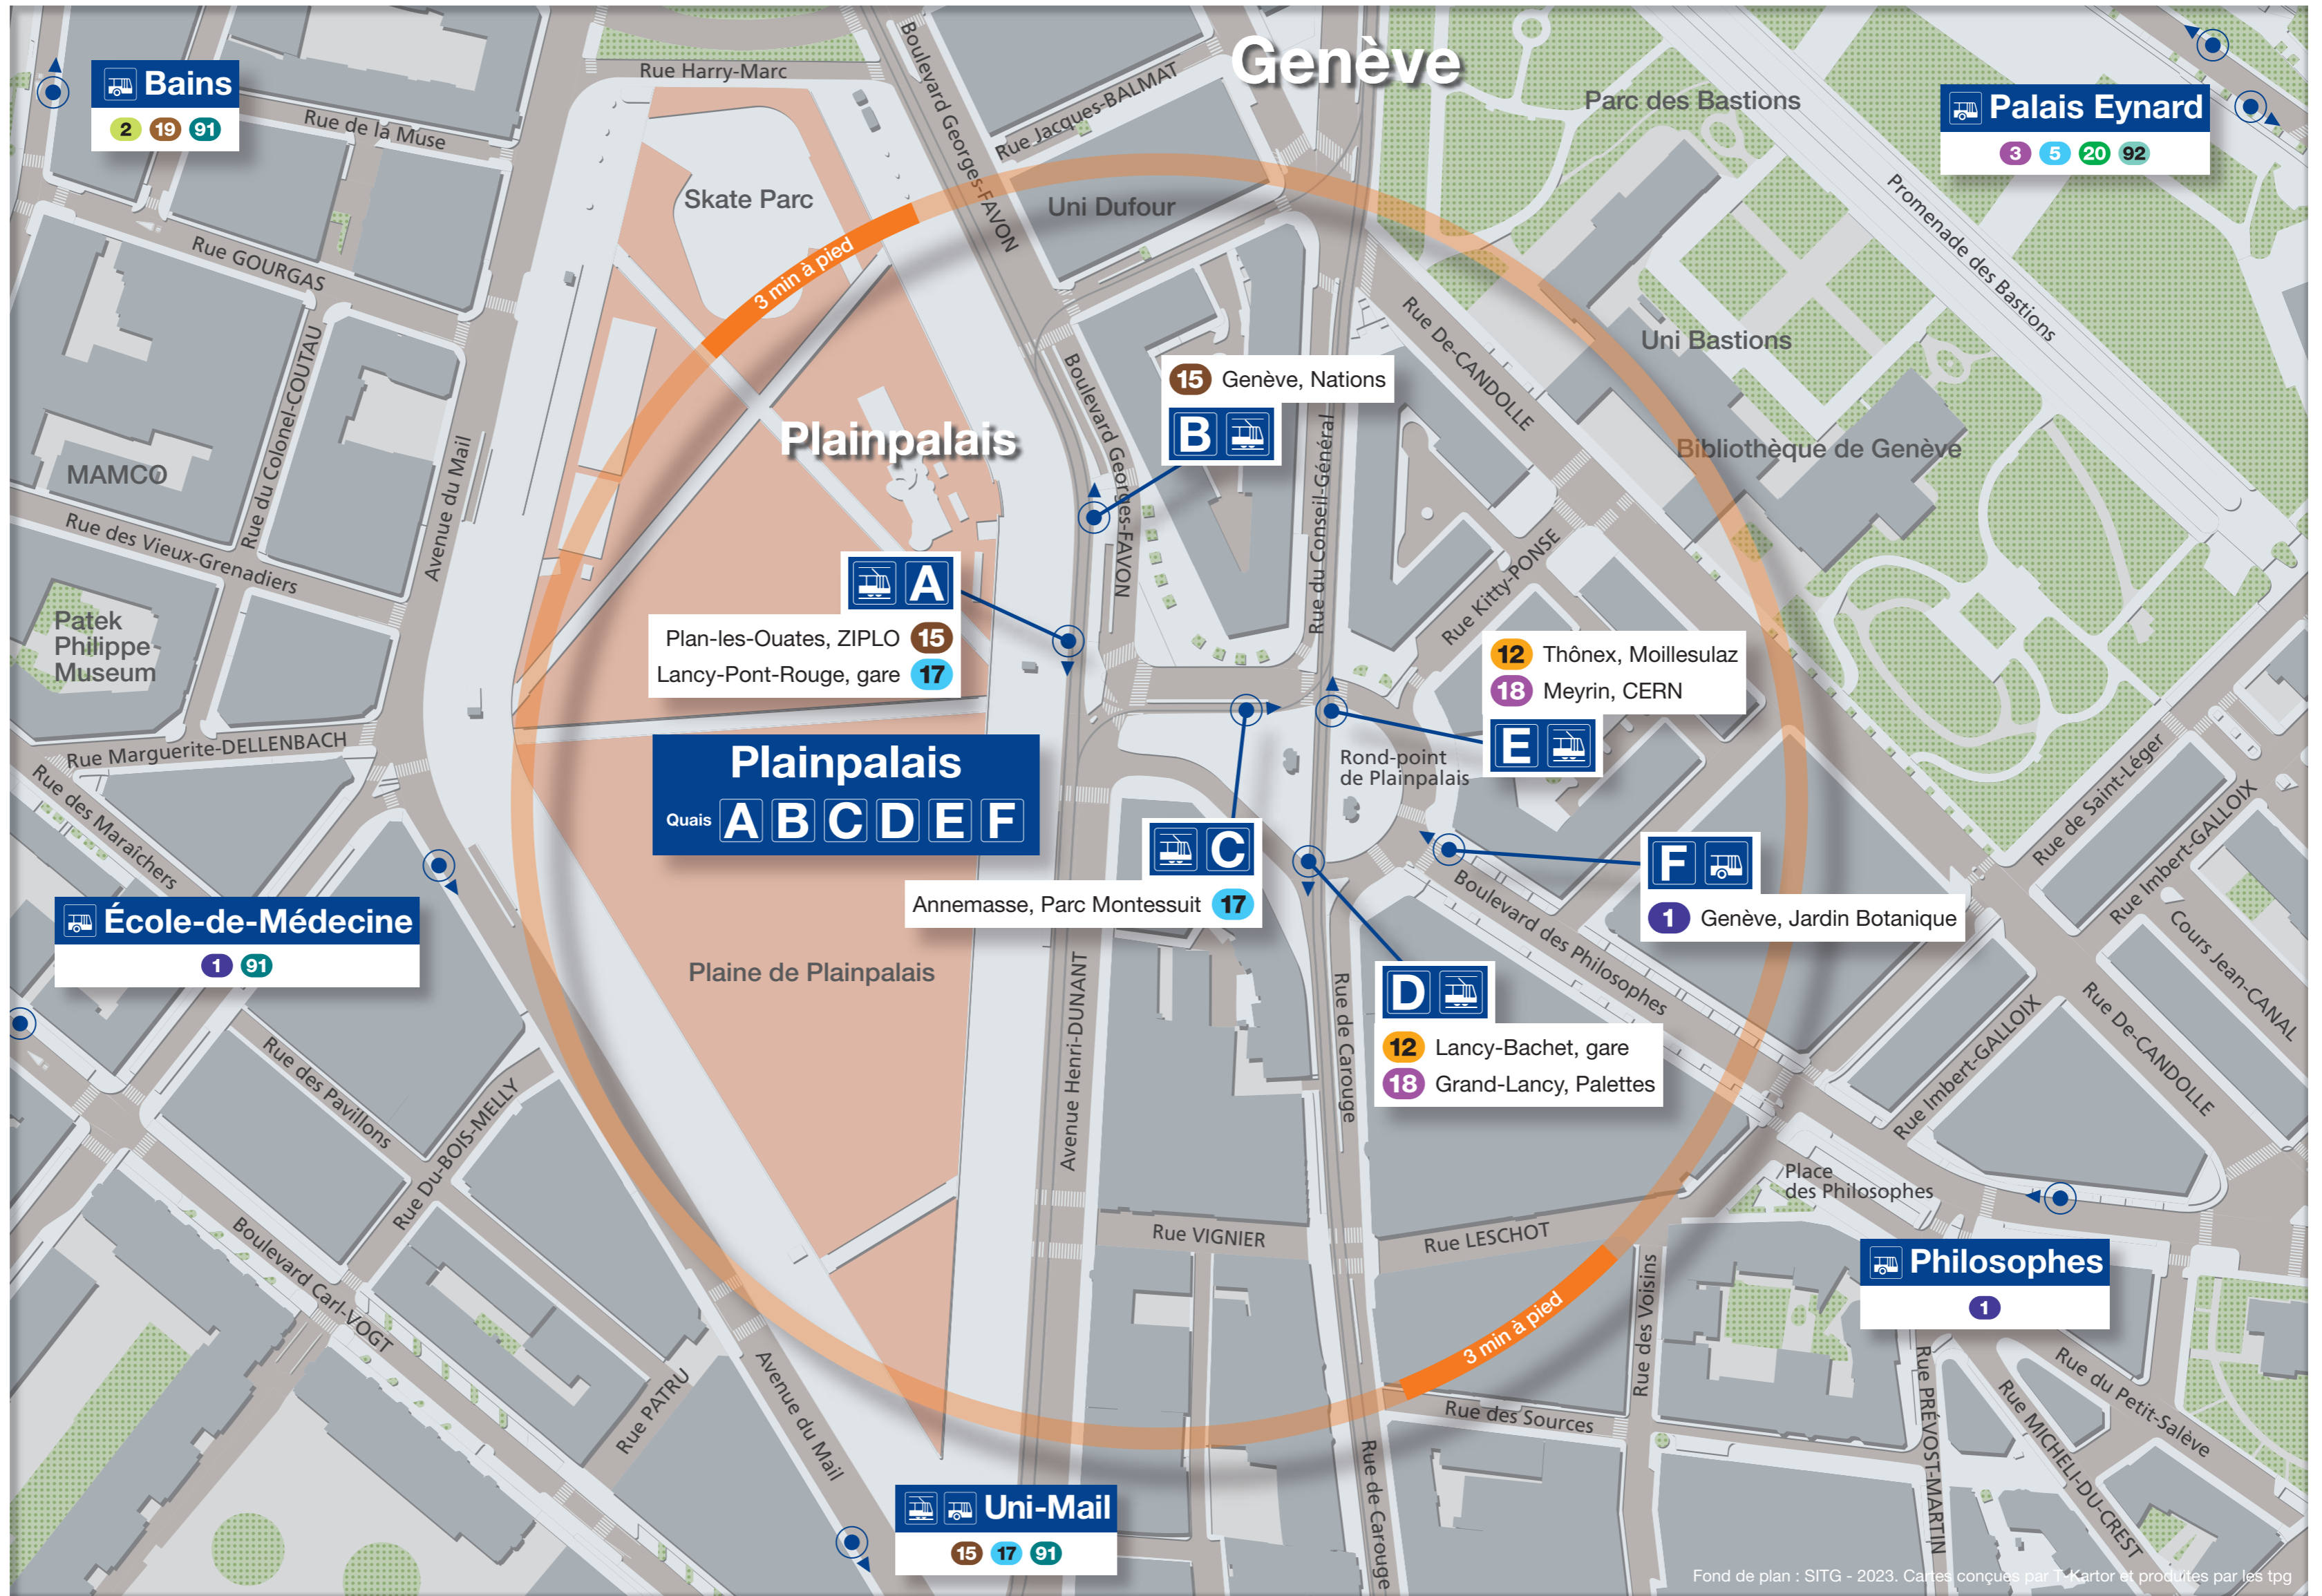 Genève
Bains
2 19 91
Rue Harry-Marc
Boulevard Georges-FAVON
Rue Jacques-BALMAT
Parc des Bastions
Palais Eynard
3 5 20 92
Rue de la Muse
Skate Parc
Uni Dufour
Promenade des Bastions
Rue GOURGAS
3 min à pied
Rue De-CANDOLLE
Uni Bastions
Rue du Colonel-COUTAU
Boulevard Georges-FAVON
15 Genève, Nations
B
Plainpalais
Rue du Conseil-Général
Bibliothèque de Genève
MAMCO
Avenue du Mail
Rue des Vieux-Grenadiers
A
Plan-les-Ouates, ZIPLO 15
Lancy-Pont-Rouge, gare 17
Rue Kitty-PONSE
Patek
Philippe
Museum
12 Thônex, Moillesulaz
18 Meyrin, CERN
E
Rue Marguerite-DELLENBACH
Plainpalais
Quais A B C D E F
Rond-point
de Plainpalais
Rue de Saint-Léger
Rue Imbert-GALLOIX
Rue des Maraîchers
C
Annemasse, Parc Montessuit 17
F
1 Genève, Jardin Botanique
Boulevard des Philosophes
Cours Jean-CANAL
École-de-Médecine
1 91
Plaine de Plainpalais
Avenue Henri-DUNANT
Rue de Carouge
D
12 Lancy-Bachet, gare
18 Grand-Lancy, Palettes
Rue Imbert-GALLOIX
Rue De-CANDOLLE
Rue des Pavillons
Rue Du-BOIS-MELLY
Place
des Philosophes
Boulevard Carl-VOGT
Rue VIGNIER
Rue LESCHOT
Rue des Voisins
Philosophes
1
3 min à pied
Rue PATRU
Avenue du Mail
Rue des Sources
Rue de Carouge
Rue PRÉVOST-MARTIN
Rue MICHELI-DU-CREST
Rue du Petit-Salève
Uni-Mail
15 17 91
Fond de plan : SITG - 2023. Cartes conçues par T-Kartor et produites par les tpg